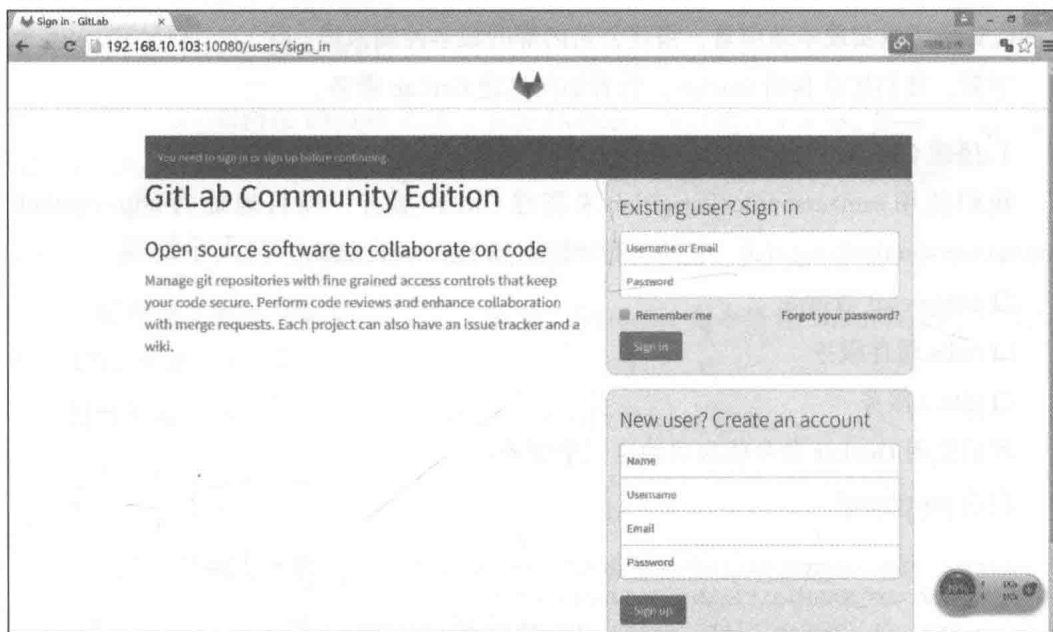 Sign in · GitLab
192.168.10.103:10080/users/sign_in
You need to sign in or sign up before continuing.
GitLab Community Edition
Open source software to collaborate on code
Manage git repositories with fine grained access controls that keep
your code secure. Perform code reviews and enhance collaboration
with merge requests. Each project can also have an issue tracker and a
wiki.
Existing user? Sign in
Username or Email
Password
Remember me
Forgot your password?
Sign in
New user? Create an account
Name
Username
Email
Password
Sign up